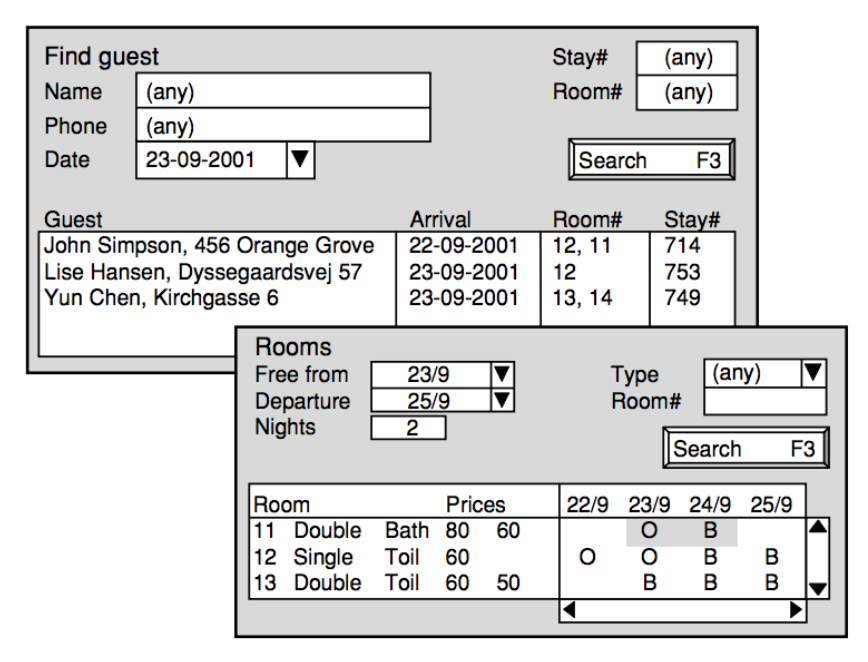 Find guest Stay# (any)
Name (any) Room# (any)
Phone (any)
Date 23-09-2001 Search F3
Guest Arrival Room# Stay#
John Simpson, 456 Orange Grove 22-09-2001 12, 11 714
Lise Hansen, Dyssegaardsvej 57 23-09-2001 12 753
Yun Chen, Kirchgasse 6 23-09-2001 13, 14 749
Rooms
Free from 23/9 Type (any)
Departure 25/9 Room#
Nights 2
Search F3
Room Prices 22/9 23/9 24/9 25/9
11 Double Bath 80 60 O B
12 Single Toil 60 O O B B
13 Double Toil 60 50 B B B